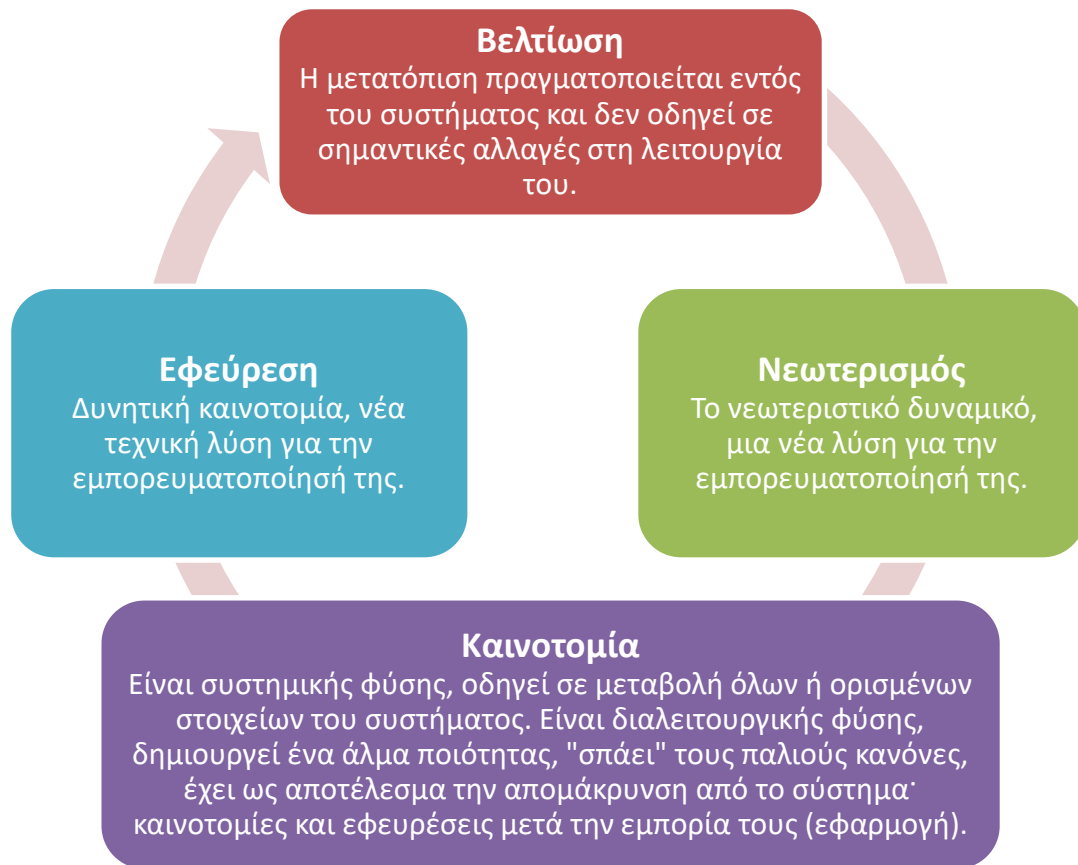 Βελτίωση
Η μετατόπιση πραγματοποιείται εντός
του συστήματος και δεν οδηγεί σε
σημαντικές αλλαγές στη λειτουργία
του.
Νεωτερισμός
Το νεωτεριστικό δυναμικό,
μια νέα λύση για την
εμπορευματοποίησή της.
Καινοτομία
Είναι συστημικής φύσης, οδηγεί σε μεταβολή όλων ή ορισμένων
στοιχείων του συστήματος. Είναι διαλειτουργικής φύσης,
δημιουργεί ένα άλμα ποιότητας, "σπάει" τους παλιούς κανόνες,
έχει ως αποτέλεσμα την απομάκρυνση από το σύστημα·
καινοτομίες και εφευρέσεις μετά την εμπορία τους (εφαρμογή).
Εφεύρεση
Δυνητική καινοτομία, νέα
τεχνική λύση για την
εμπορευματοποίησή της.